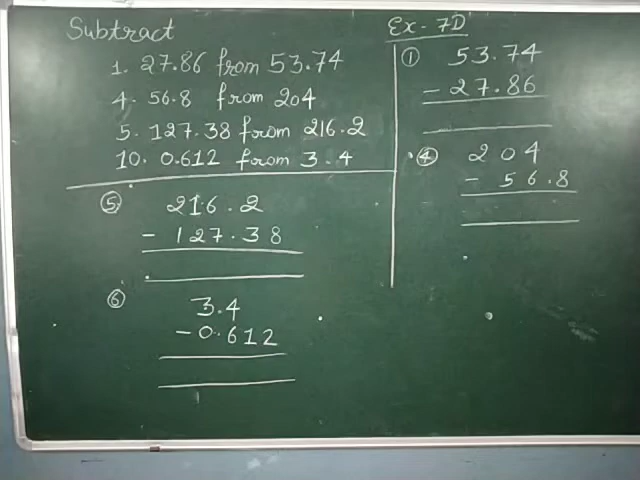 Subtract
1. 27.86 from 53.74
4. 56.8 from 204
5. 127.38 from 216.2
10. 0.612 from 3.4
Ex-7D
① 53.74
- 27.86
④ 204
- 56.8
⑤ 216.2
- 127.38
⑥ 3.4
-0.612